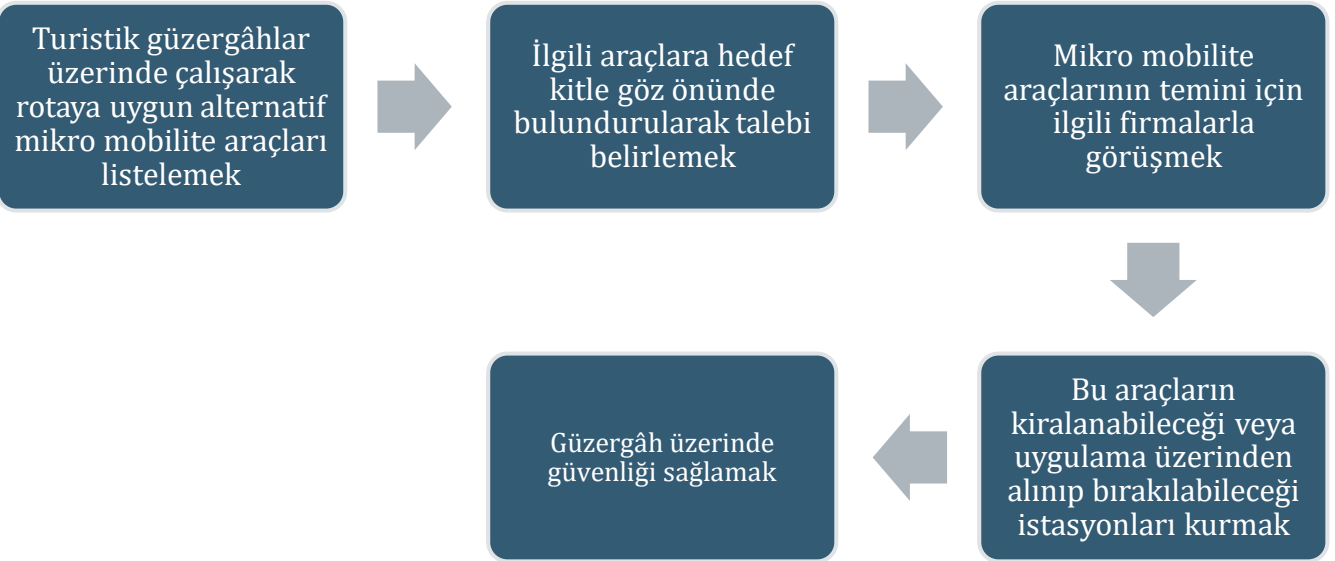 Turistik güzergâhlar
üzerinde çalışarak
rotaya uygun alternatif
mikro mobilite araçları
listelemek
İlgili araçlara hedef
kitle göz önünde
bulundurularak talebi
belirlemek
Mikro mobilite
araçlarının temini için
ilgili firmalarla
görüşmek
Bu araçların
kiralanabileceği veya
uygulama üzerinden
alınıp bırakılabileceği
istasyonları kurmak
Güzergâh üzerinde
güvenliği sağlamak